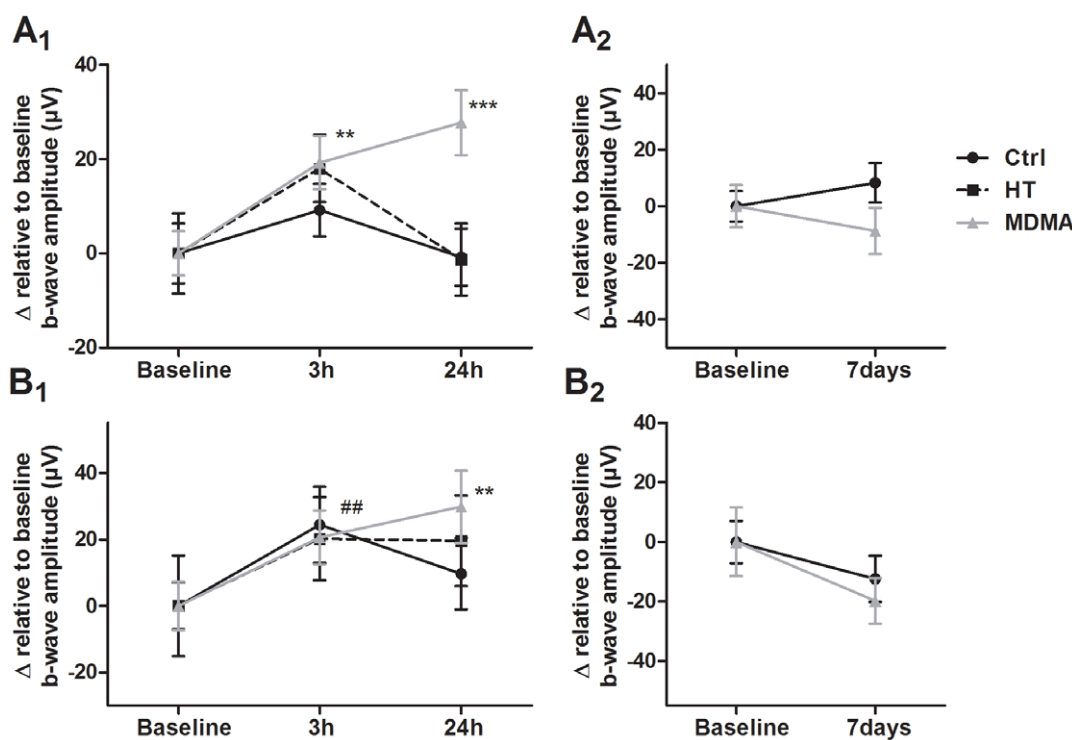 A1
Δ relative to baseline
b-wave amplitude (µV)
40
20
0
-20
**
***
Baseline
3h
24h
A2
Δ relative to baseline
b-wave amplitude (µV)
40
20
0
-20
-40
Baseline
7days
Ctrl
HT
MDMA
B1
Δ relative to baseline
b-wave amplitude (µV)
40
20
0
-20
##
**
Baseline
3h
24h
B2
Δ relative to baseline
b-wave amplitude (µV)
40
20
0
-20
-40
Baseline
7days